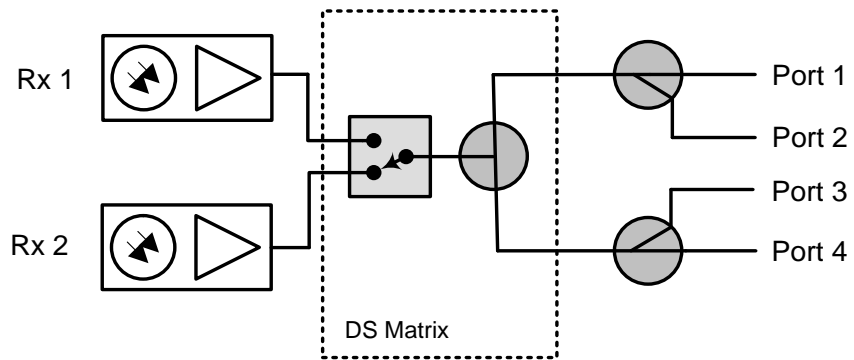 Rx 1
Port 1
Port 2
Port 3
Rx 2
Port 4
DS Matrix